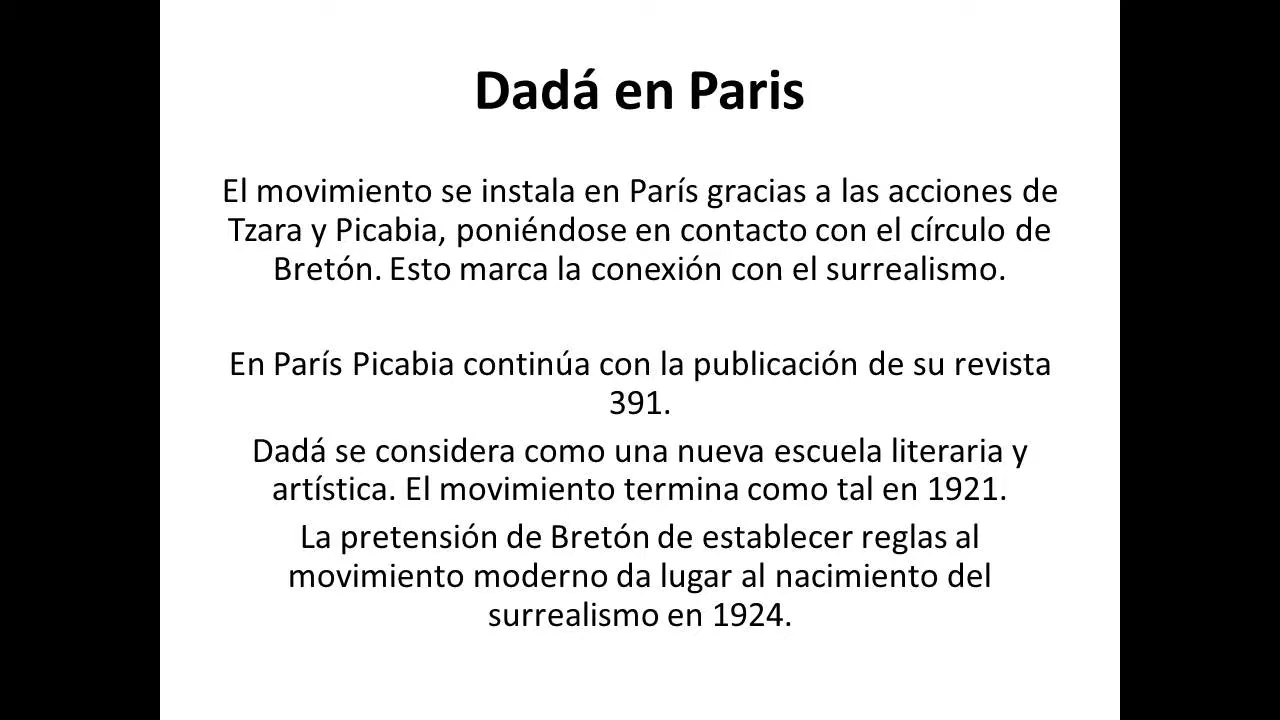 Dadá en Paris
El movimiento se instala en París gracias a las acciones de
Tzara y Picabia, poniéndose en contacto con el círculo de
Bretón. Esto marca la conexión con el surrealismo.
En París Picabia continúa con la publicación de su revista
391.
Dadá se considera como una nueva escuela literaria y
artística. El movimiento termina como tal en 1921.
La pretensión de Bretón de establecer reglas al
movimiento moderno da lugar al nacimiento del
surrealismo en 1924.